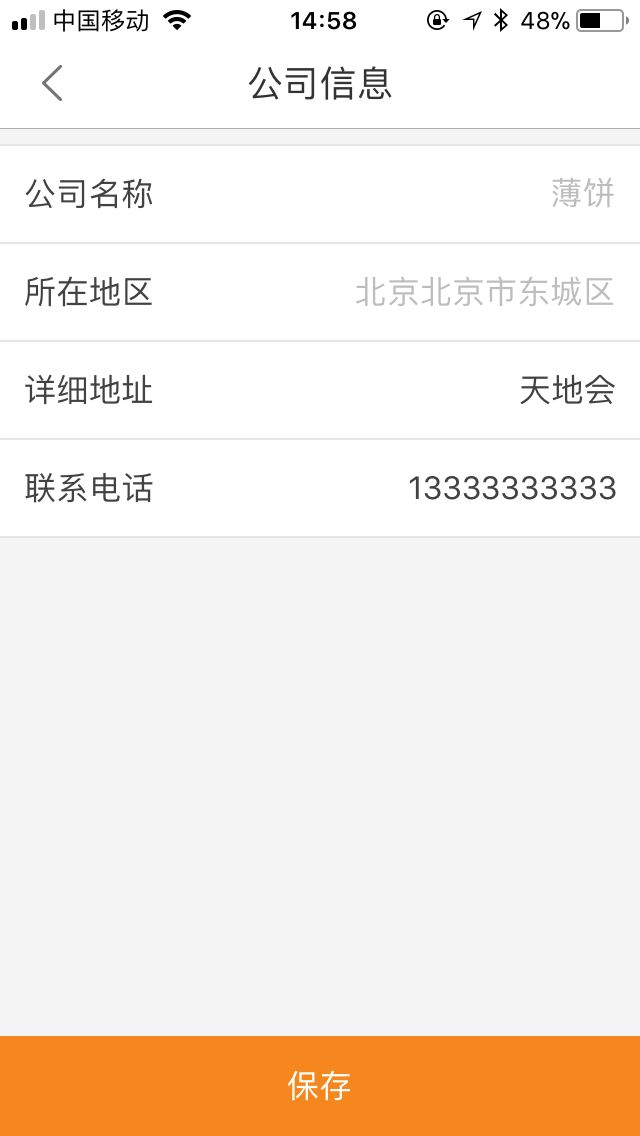 中国移动 14:58 48%
公司信息
公司名称 薄饼
所在地区 北京北京市东城区
详细地址 天地会
联系电话 13333333333
保存